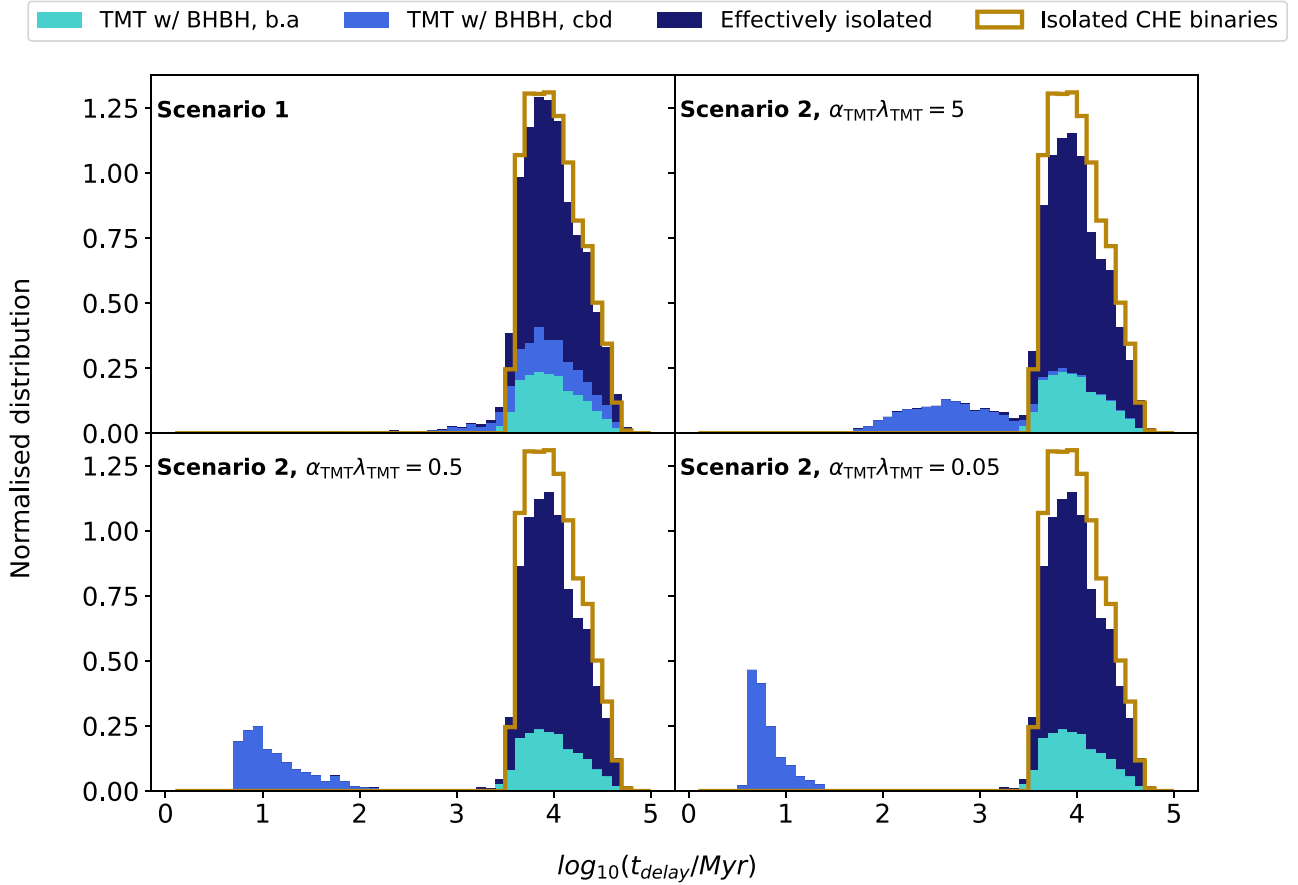 TMT w/ BHBH, b.a TMT w/ BHBH, cbd Effectively isolated Isolated CHE binaries
Scenario 1
Scenario 2, α_TMT λ_TMT = 5
1.25
1.00
0.75
0.50
0.25
0.00
Scenario 2, α_TMT λ_TMT = 0.5
Scenario 2, α_TMT λ_TMT = 0.05
1.25
1.00
0.75
0.50
0.25
0.00
0 1 2 3 4 5
0 1 2 3 4 5
Normalised distribution
log10(t_delay/Myr)